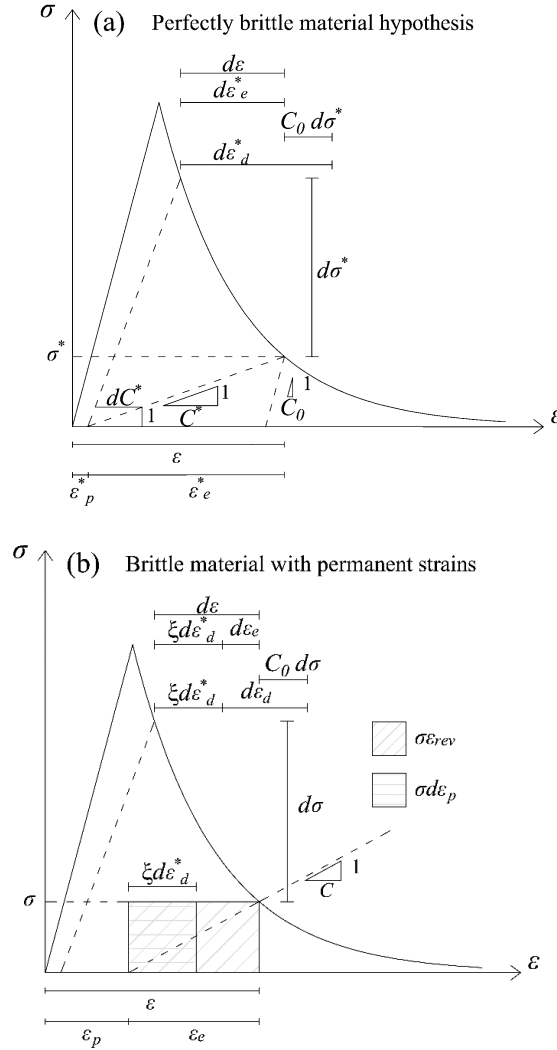 σ
(a) Perfectly brittle material hypothesis
dε
dε*e
C0 dσ*
dε*d
dσ*
σ*
dC*
1
C*
1
C0
1
ε
ε
ε*p
ε*e
σ
(b) Brittle material with permanent strains
dε
ξdε*d
dεe
C0 dσ
ξdε*d
dεd
σεrev
σdεp
dσ
ξdε*d
C
1
σ
ε
ε
εp
εe